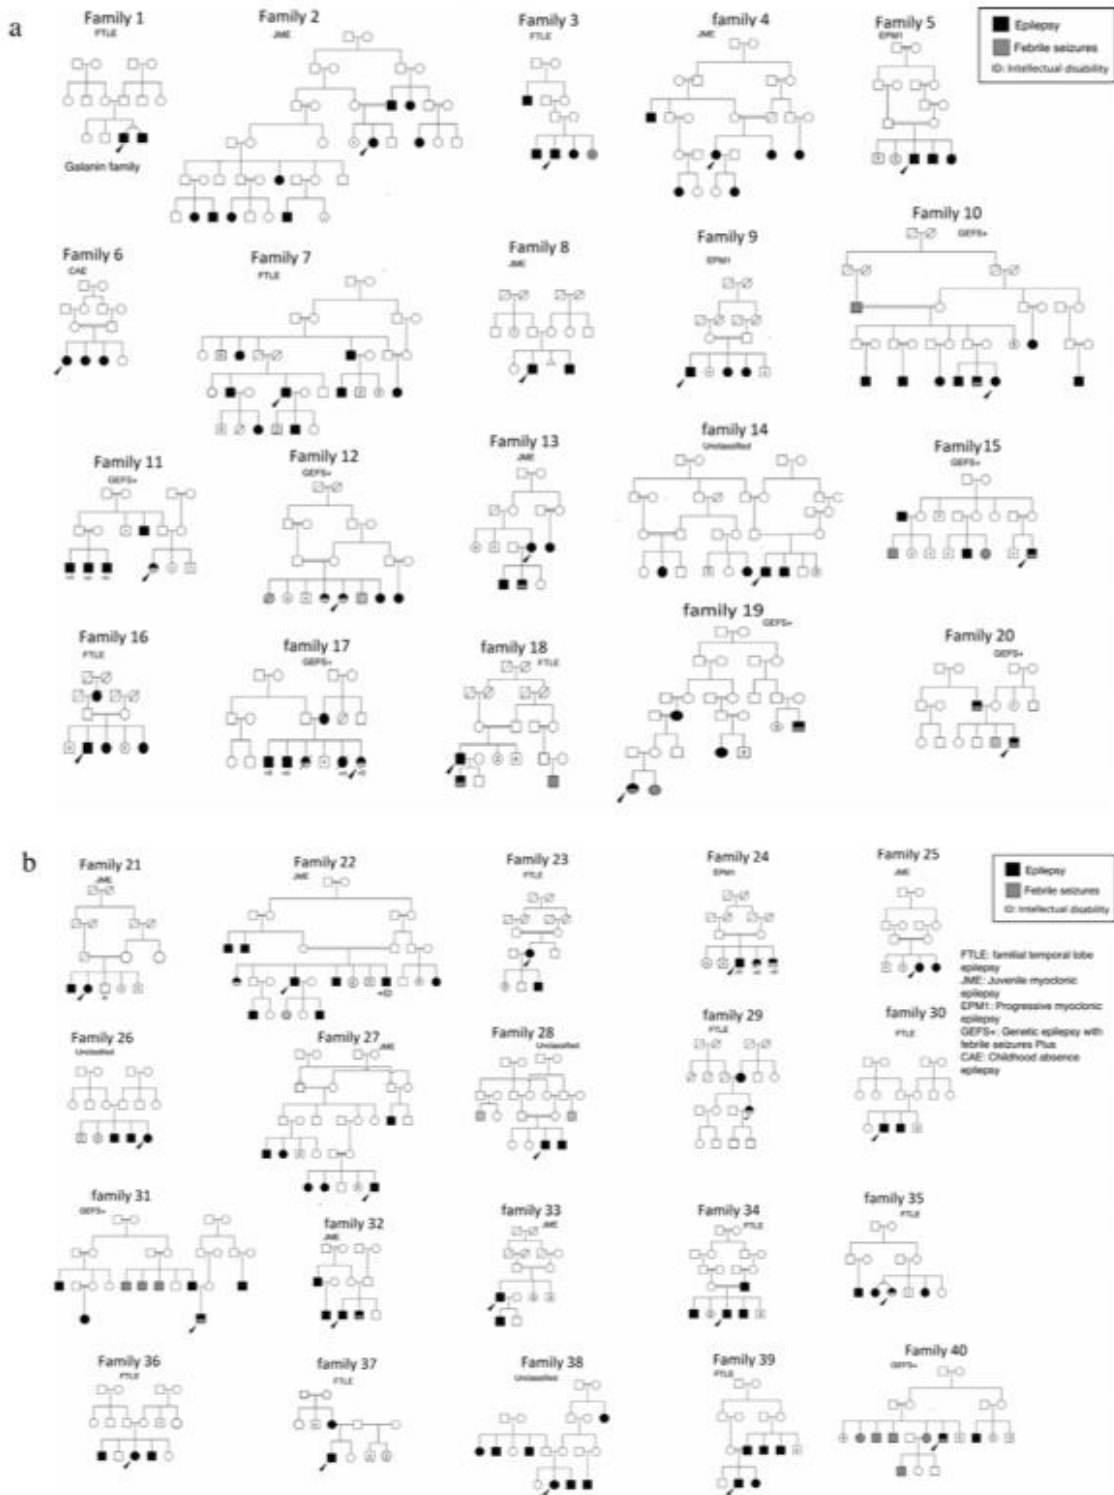 a
Family 1
FTLE
Galanin family
Family 2
JME
Family 3
FTLE
family 4
JME
Family 5
EPM1
Epilepsy
Febrile seizures
ID: Intellectual disability
Family 6
CAE
Family 7
FTLE
Family 8
JME
Family 9
EPM1
Family 10
GEFS+
Family 11
GEFS+
Family 12
GEFS+
Family 13
JME
family 14
Unclassified
Family 15
GEFS+
Family 16
FTLE
family 17
GEFS+
family 18
FTLE
family 19
GEFS+
Family 20
GEFS+
b
Family 21
JME
Family 22
JME
Family 23
FTLE
Family 24
EPM1
Family 25
JME
Epilepsy
Febrile seizures
ID: Intellectual disability
FTLE: familial temporal lobe
epilepsy
JME: Juvenile myoclonic
epilepsy
EPM1: Progressive myoclonic
epilepsy
GEFS+: Genetic epilepsy with
febrile seizures Plus
CAE: Childhood absence
epilepsy
Family 26
Family 27
JME
Family 28
Unclassified
family 29
FTLE
family 30
FTLE
family 31
GEFS+
family 32
JME
family 33
JME
Family 34
FTLE
family 35
FTLE
Family 36
FTLE
family 37
FTLE
Family 38
Unclassified
Family 39
FTLE
Family 40
GEFS+